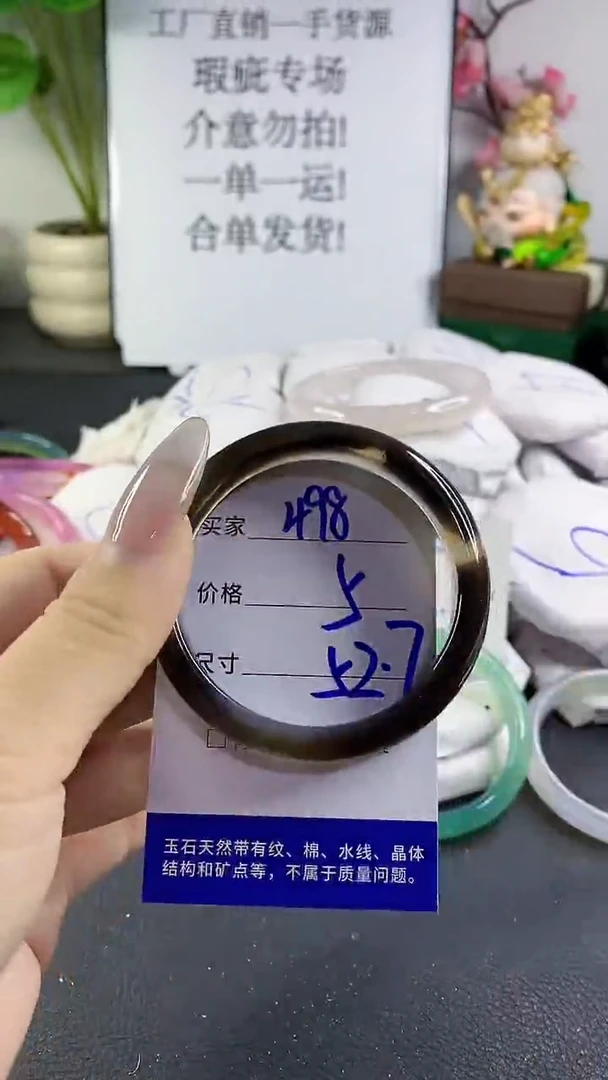 工厂直销一手货源
瑕疵专场
介意勿拍!
一单一运!
合单发货!
买家 498
价格 5
尺寸 52.7
玉石天然带有纹、棉、水线、晶体
结构和矿点等，不属于质量问题。